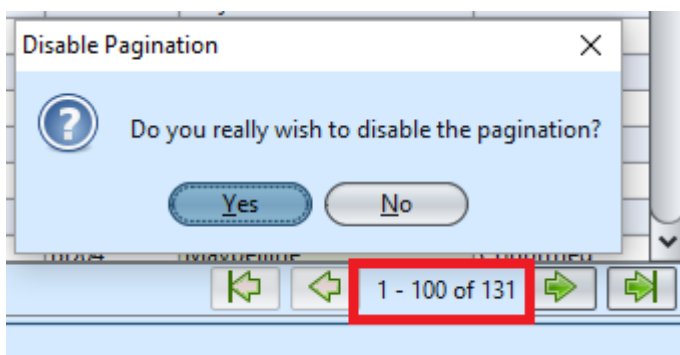 Disable Pagination
Do you really wish to disable the pagination?
Yes
No
1 - 100 of 131